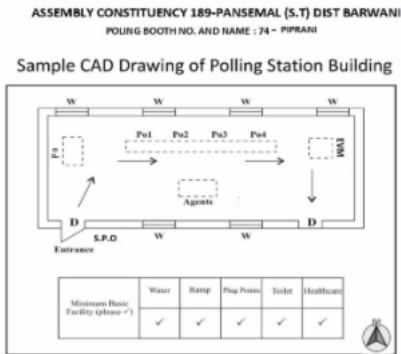 ASSEMBLY CONSTITUENCY 189-PANSEMAL (S.T) DIST BARWANI
POLING BOOTH NO. AND NAME : 74 - PIPRANI
Sample CAD Drawing of Polling Station Building
W W W W
Po1 Po2 Po3 Po4
Po
EVM
Agents
D D
S.P.O
W W
Entrance
Minimum Basic Facility (please ✓) Water Ramp Plug Points Toilet Healthcare
✓ ✓ ✓ ✓ ✓
N